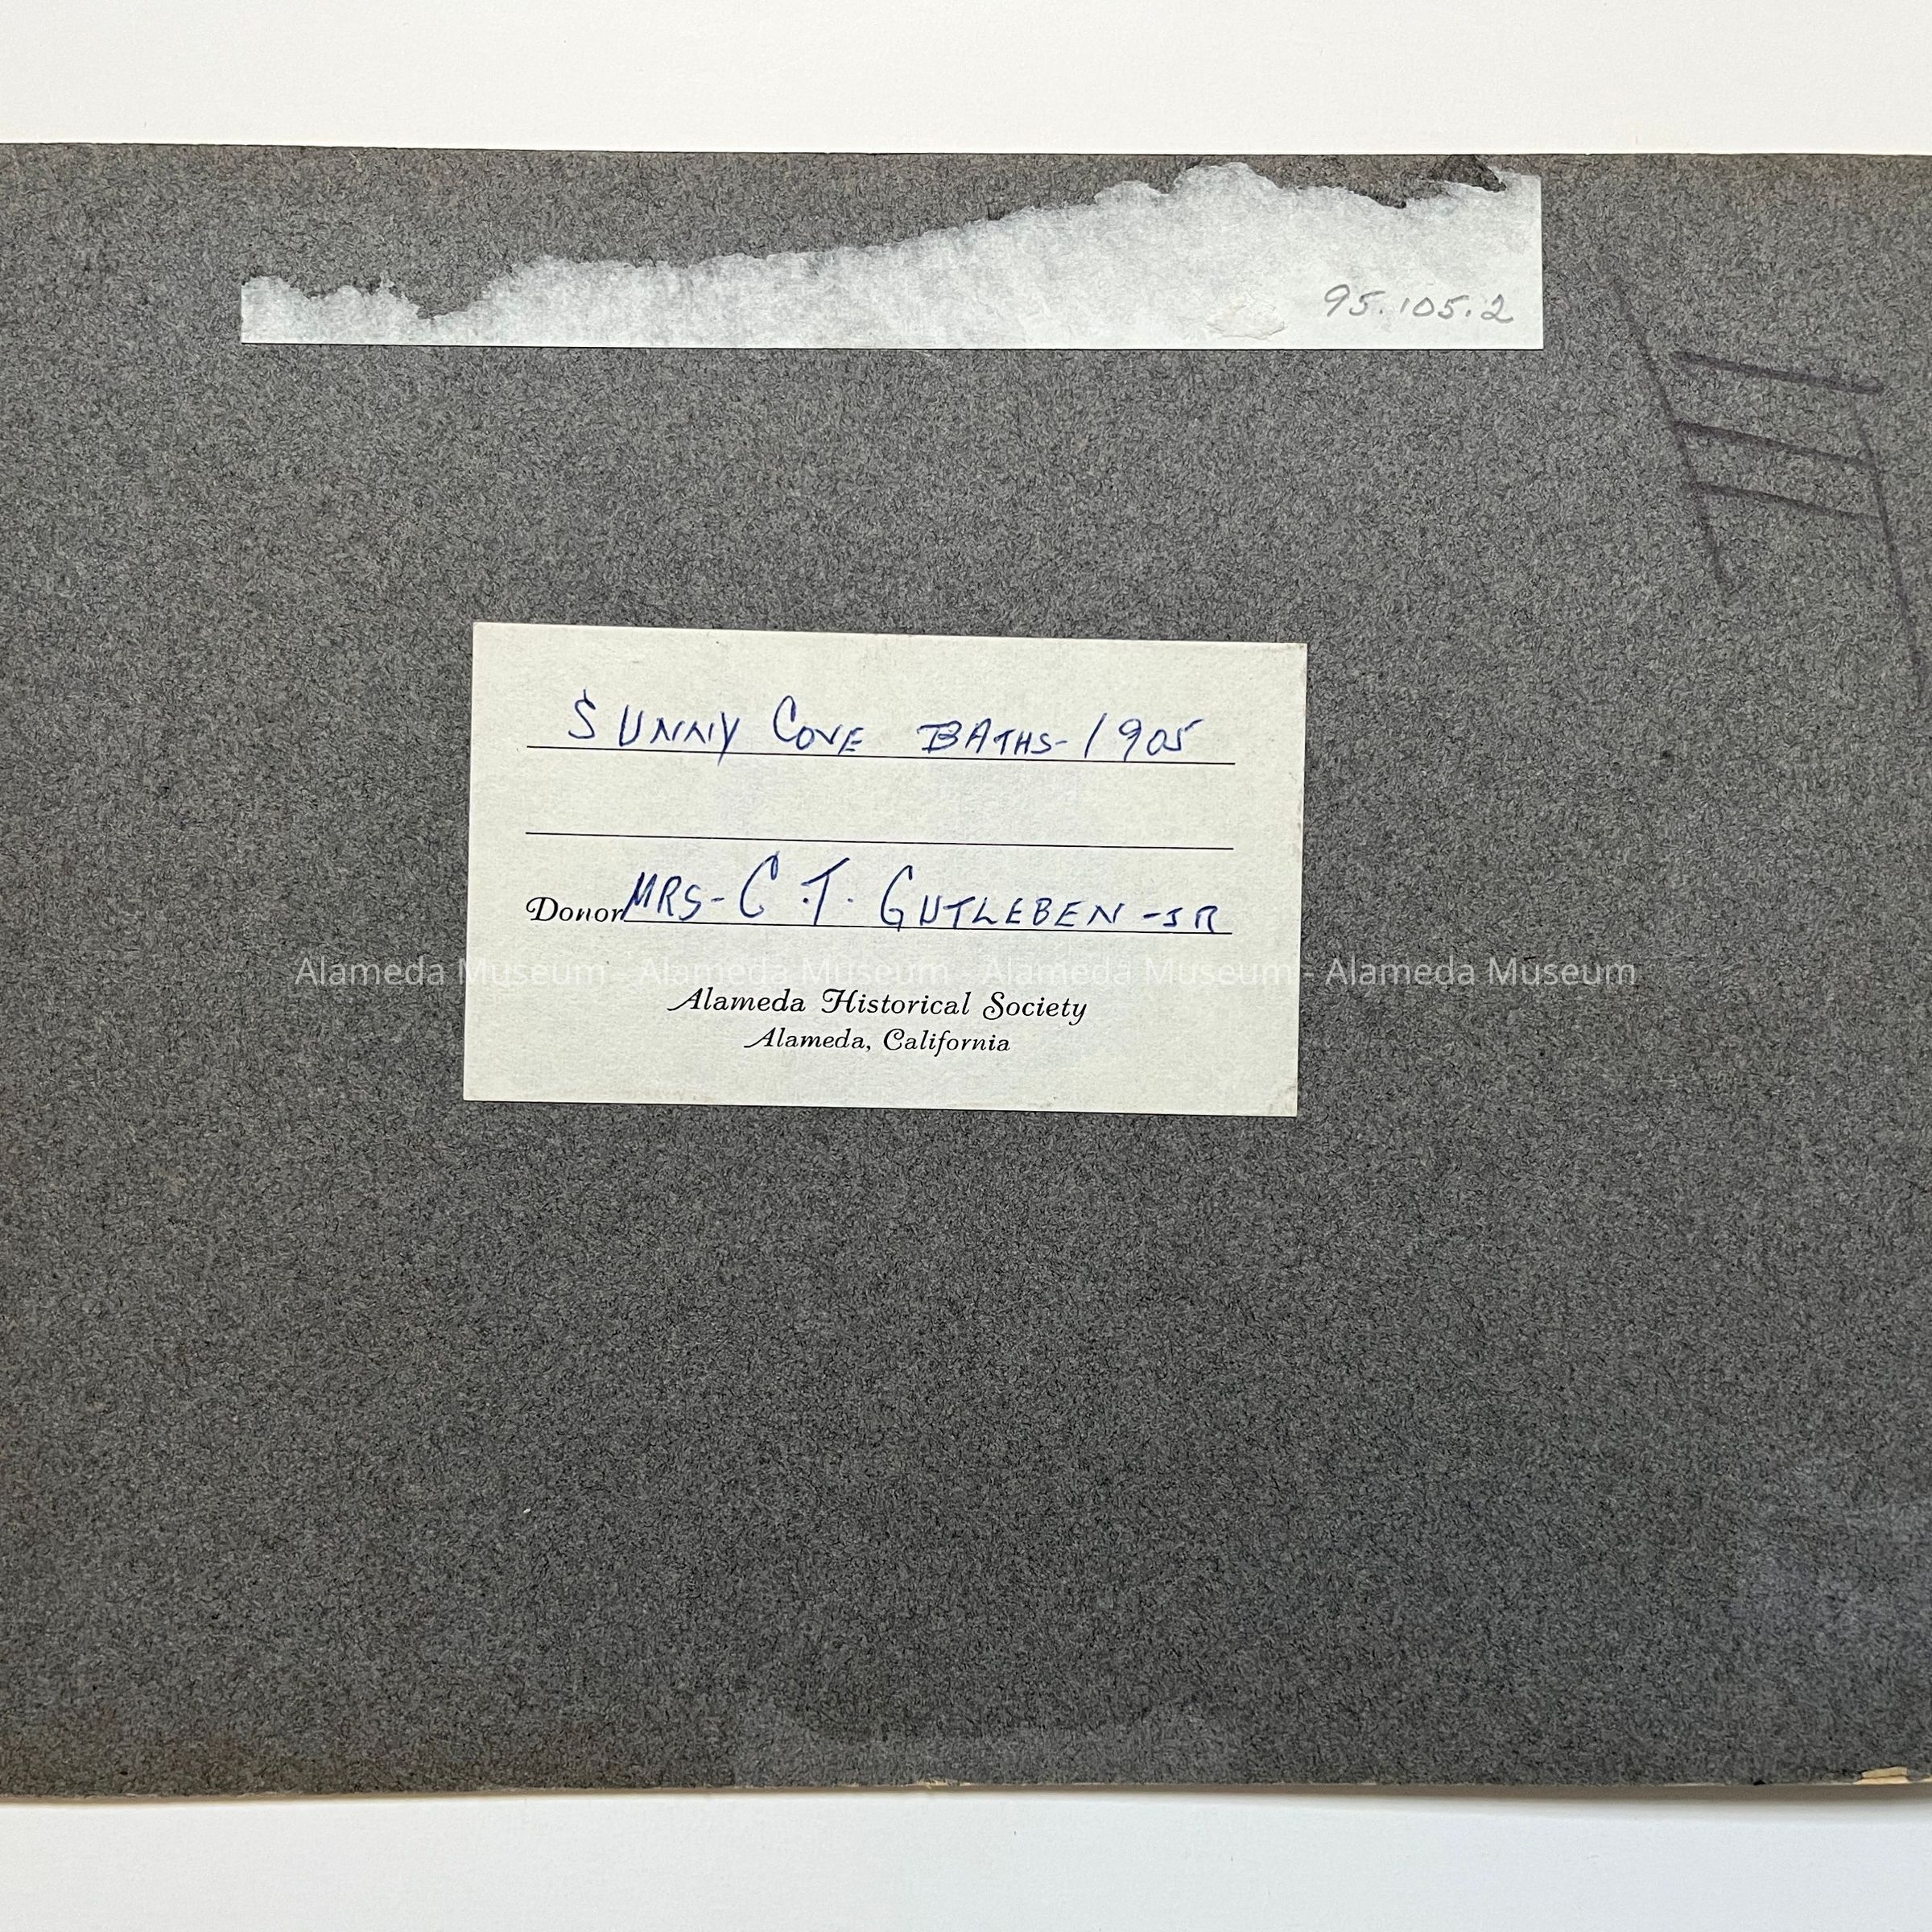 95.105.2
SUNNY COVE BATHS-1905
Donor MRS-C.T. GUTLEBEN-JR
Alameda Museum - Alameda Museum - Alameda Museum - Alameda Museum
Alameda Historical Society
Alameda, California